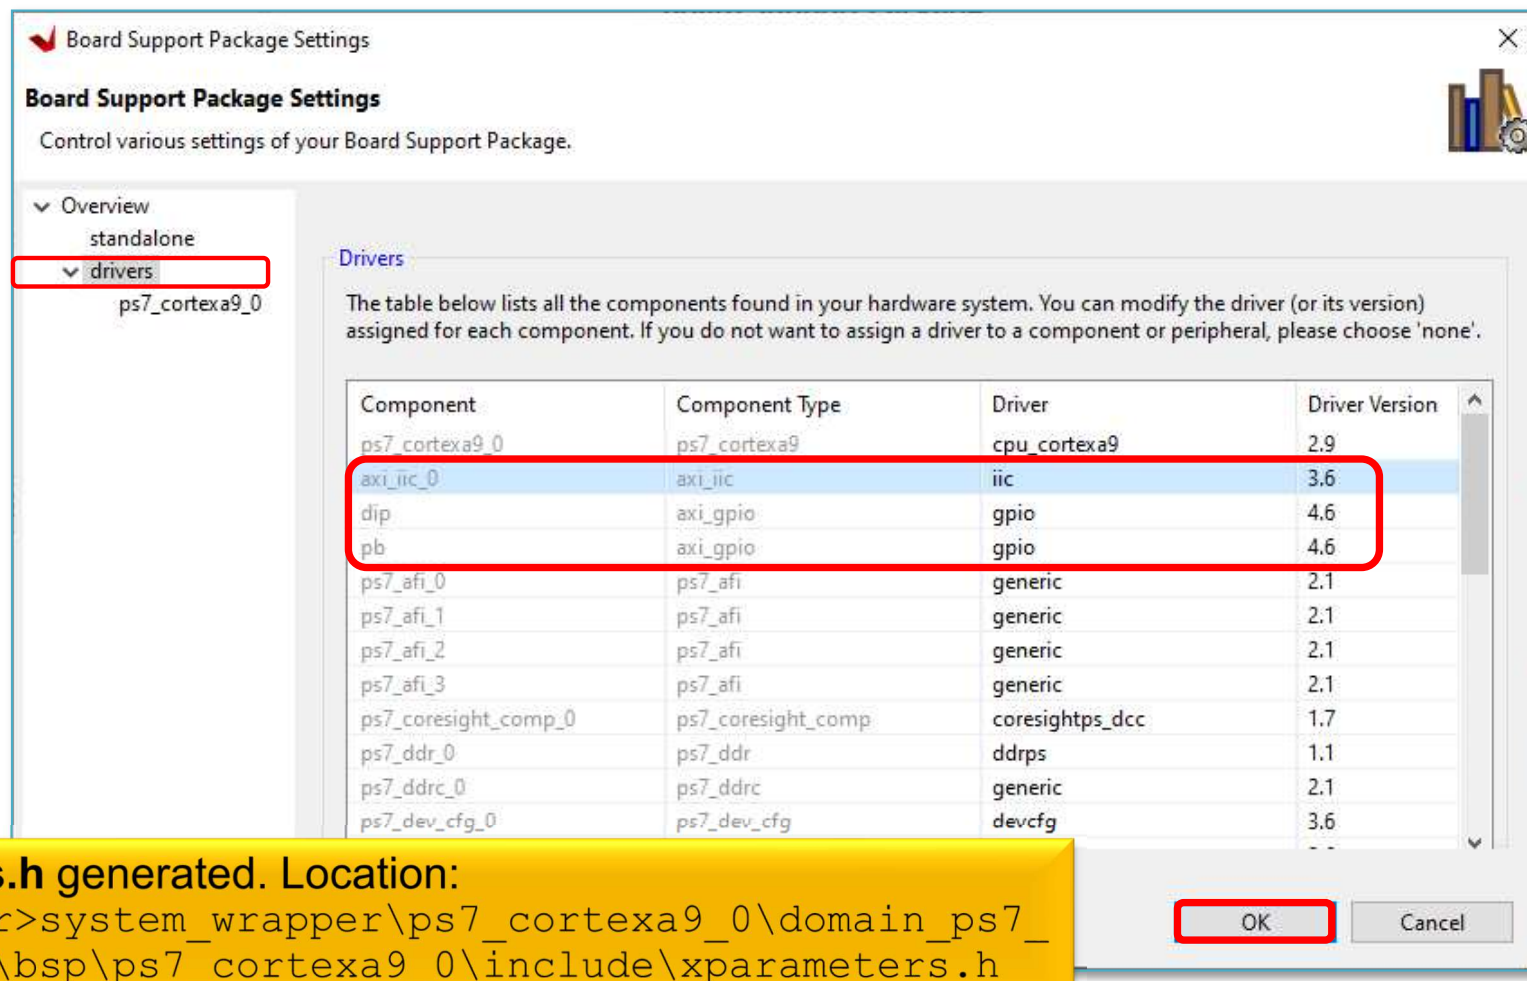 Board Support Package Settings
Board Support Package Settings
Control various settings of your Board Support Package.
Overview
standalone
drivers
ps7_cortexa9_0
Drivers
The table below lists all the components found in your hardware system. You can modify the driver (or its version)
assigned for each component. If you do not want to assign a driver to a component or peripheral, please choose 'none'.
Component Component Type Driver Driver Version
ps7_cortexa9_0 ps7_cortexa9 cpu_cortexa9 2.9
axi_iic_0 axi_iic iic 3.6
dip axi_gpio gpio 4.6
pb axi_gpio gpio 4.6
ps7_afi_0 ps7_afi generic 2.1
ps7_afi_1 ps7_afi generic 2.1
ps7_afi_2 ps7_afi generic 2.1
ps7_afi_3 ps7_afi generic 2.1
ps7_coresight_comp_0 ps7_coresight_comp coresightps_dcc 1.7
ps7_ddr_0 ps7_ddr ddrps 1.1
ps7_ddrc_0 ps7_ddrc generic 2.1
ps7_dev_cfg_0 ps7_dev_cfg devcfg 3.6
s.h generated. Location:
r>system_wrapper\ps7_cortexa9_0\domain_ps7_
\bsp\ps7_cortexa9_0\include\xparameters.h
OK
Cancel